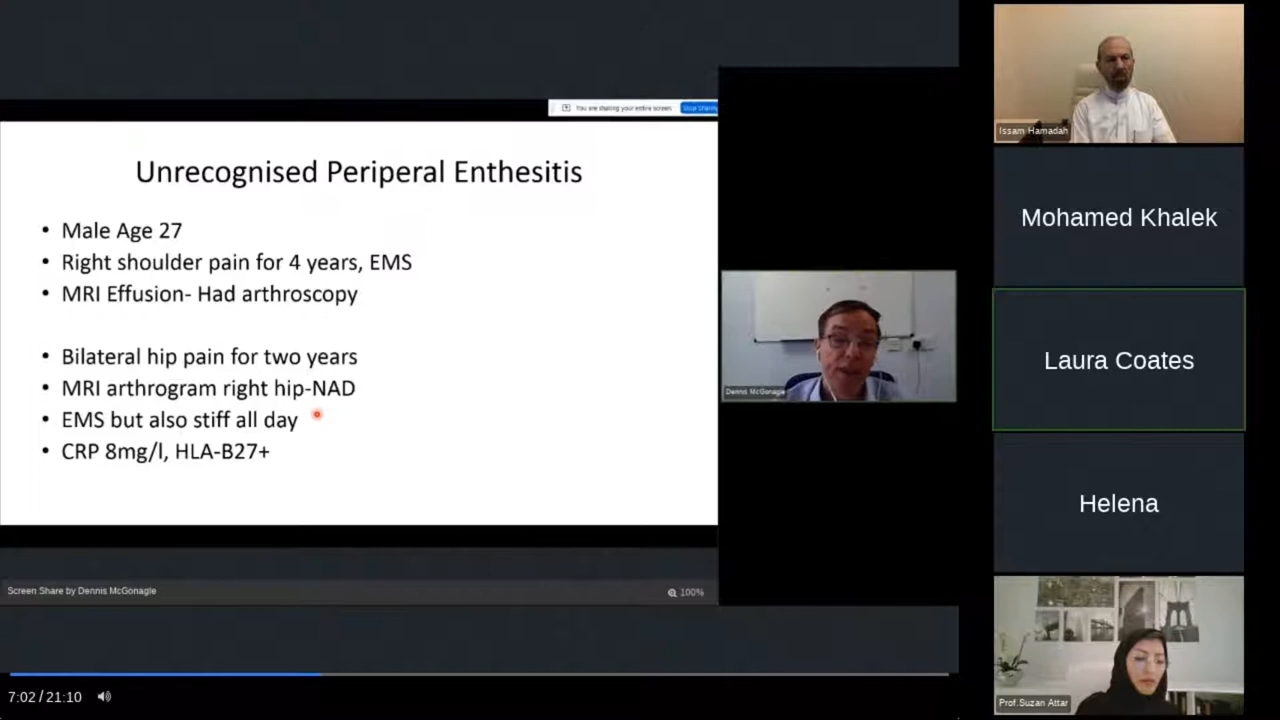 You are sharing your entire screen
Stop Sharing
Unrecognised Periperal Enthesitis
• Male Age 27
• Right shoulder pain for 4 years, EMS
• MRI Effusion- Had arthroscopy
• Bilateral hip pain for two years
• MRI arthrogram right hip-NAD
• EMS but also stiff all day
• CRP 8mg/l, HLA-B27+
Dennis McGonagle
Screen Share by Dennis McGonagle
100%
7:02 / 21:10
Issam Hamadah
Mohamed Khalek
Laura Coates
Helena
Prof.Suzan Attar